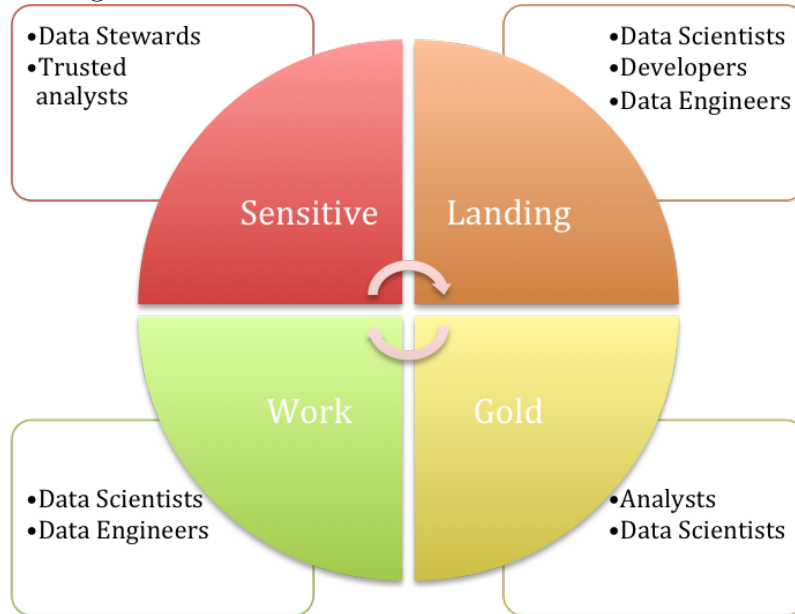 •Data Stewards
•Trusted
analysts
•Data Scientists
•Developers
•Data Engineers
Sensitive
Landing
Work
Gold
•Data Scientists
•Data Engineers
•Analysts
•Data Scientists